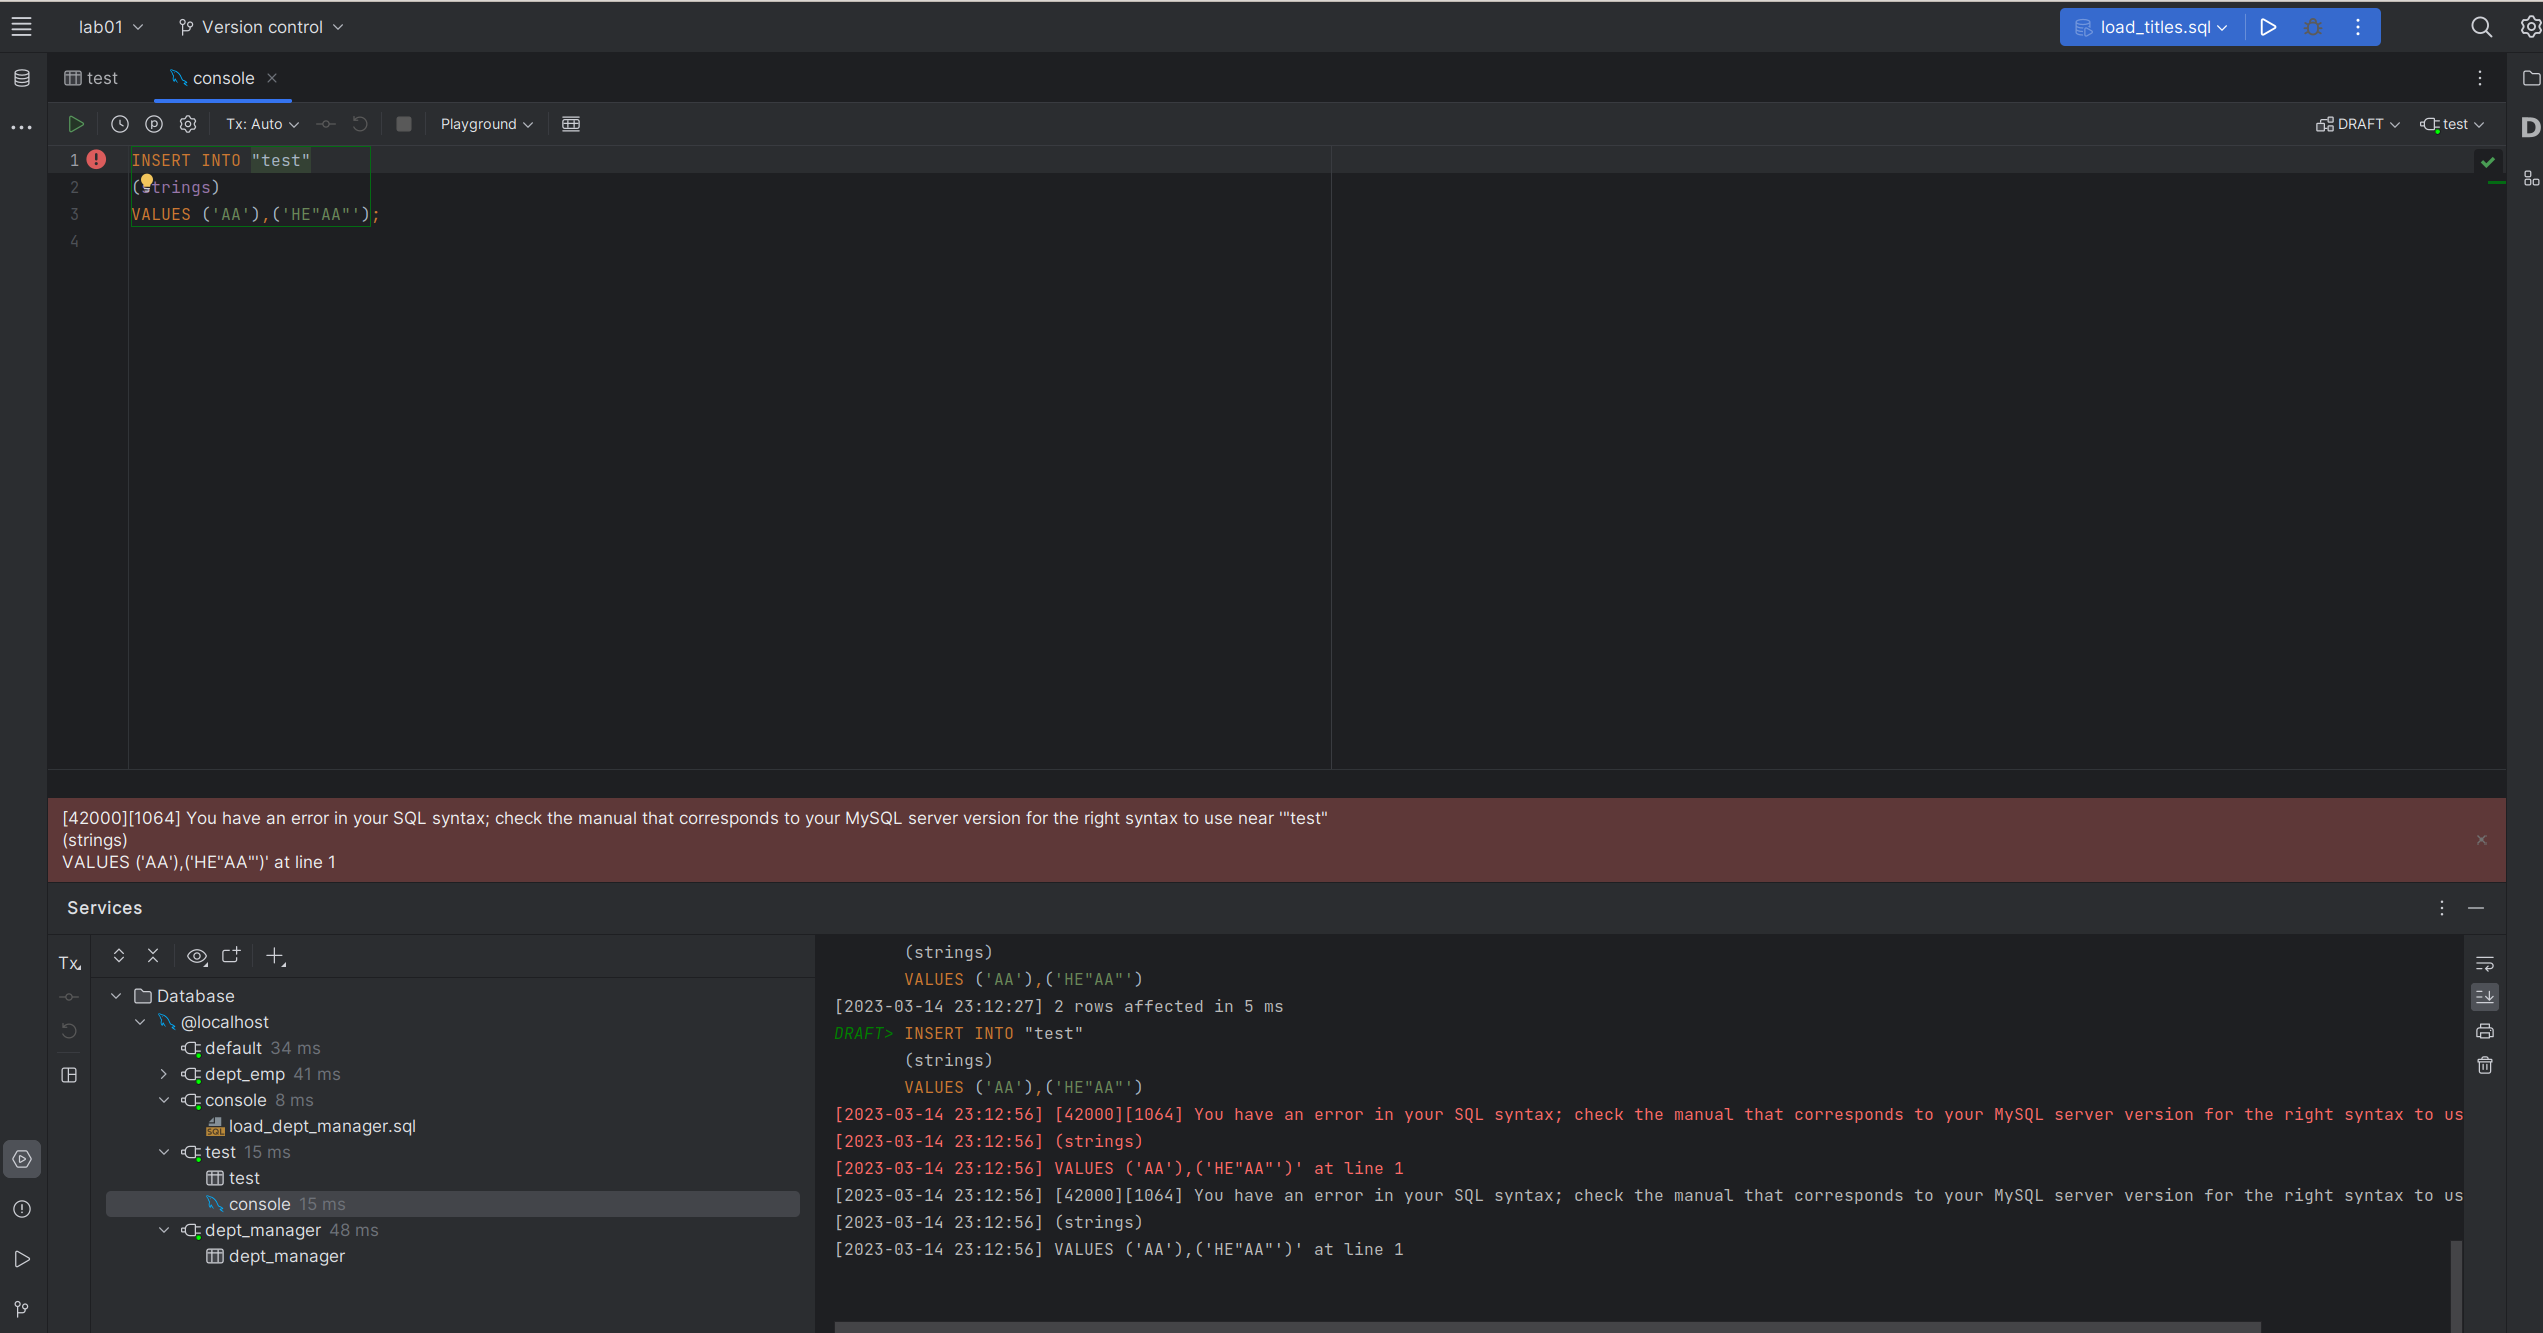 lab01
Version control
load_titles.sql
test
console
Tx: Auto
Playground
DRAFT
test
1 INSERT INTO "test"
2 (strings)
3 VALUES ('AA'),('HE"AA"');
4
[42000][1064] You have an error in your SQL syntax; check the manual that corresponds to your MySQL server version for the right syntax to use near '"test"
(strings)
VALUES ('AA'),('HE"AA"')' at line 1
Services
Tx
Database
@localhost
default 34 ms
dept_emp 41 ms
console 8 ms
SQL load_dept_manager.sql
test 15 ms
test
console 15 ms
dept_manager 48 ms
dept_manager
(strings)
VALUES ('AA'),('HE"AA"')
[2023-03-14 23:12:27] 2 rows affected in 5 ms
DRAFT> INSERT INTO "test"
(strings)
VALUES ('AA'),('HE"AA"')
[2023-03-14 23:12:56] [42000][1064] You have an error in your SQL syntax; check the manual that corresponds to your MySQL server version for the right syntax to us
[2023-03-14 23:12:56] (strings)
[2023-03-14 23:12:56] VALUES ('AA'),('HE"AA"')' at line 1
[2023-03-14 23:12:56] [42000][1064] You have an error in your SQL syntax; check the manual that corresponds to your MySQL server version for the right syntax to us
[2023-03-14 23:12:56] (strings)
[2023-03-14 23:12:56] VALUES ('AA'),('HE"AA"')' at line 1
D